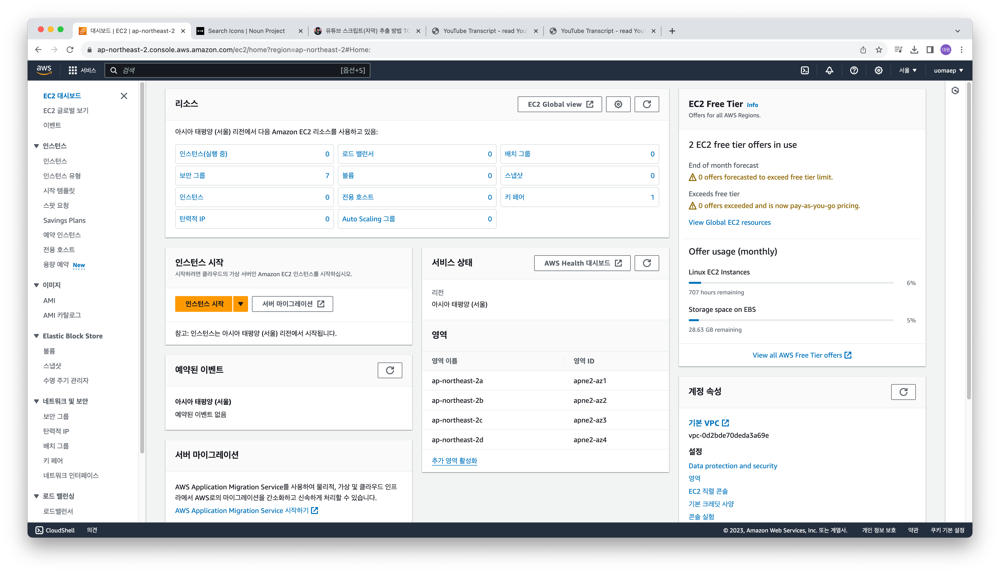 대시보드 | EC2 | ap-northeast-2
Search Icons | Noun Project
유튜브 스크립트(자막) 추출 방법 TO
YouTube Transcript - read You
YouTube Transcript - read You
ap-northeast-2.console.aws.amazon.com/ec2/home?region=ap-northeast-2#Home:
대원
aws
서비스
검색
[옵션+S]
서울
uomaep
EC2 대시보드
EC2 글로벌 보기
이벤트
인스턴스
인스턴스
인스턴스 유형
시작 템플릿
스팟 요청
Savings Plans
예약 인스턴스
전용 호스트
용량 예약 New
이미지
AMI
AMI 카탈로그
Elastic Block Store
볼륨
스냅샷
수명 주기 관리자
네트워크 및 보안
보안 그룹
탄력적 IP
배치 그룹
키 페어
네트워크 인터페이스
로드 밸런싱
로드밸런서
리소스
EC2 Global view
아시아 태평양 (서울) 리전에서 다음 Amazon EC2 리소스를 사용하고 있음:
인스턴스(실행 중) 0
로드 밸런서 0
배치 그룹 0
보안 그룹 7
볼륨 0
스냅샷 0
인스턴스 0
전용 호스트 0
키 페어 1
탄력적 IP 0
Auto Scaling 그룹 0
인스턴스 시작
시작하려면 클라우드의 가상 서버인 Amazon EC2 인스턴스를 시작하십시오.
인스턴스 시작
서버 마이그레이션
참고: 인스턴스는 아시아 태평양 (서울) 리전에서 시작됩니다.
예약된 이벤트
아시아 태평양 (서울)
예약된 이벤트 없음
서버 마이그레이션
AWS Application Migration Service를 사용하여 물리적, 가상 및 클라우드 인프
라에서 AWS로의 마이그레이션을 간소화하고 신속하게 처리할 수 있습니다.
AWS Application Migration Service 시작하기
서비스 상태
AWS Health 대시보드
리전
아시아 태평양 (서울)
영역
영역 이름 영역 ID
ap-northeast-2a apne2-az1
ap-northeast-2b apne2-az2
ap-northeast-2c apne2-az3
ap-northeast-2d apne2-az4
추가 영역 활성화
EC2 Free Tier Info
Offers for all AWS Regions.
2 EC2 free tier offers in use
End of month forecast
0 offers forecasted to exceed free tier limit.
Exceeds free tier
0 offers exceeded and is now pay-as-you-go pricing.
View Global EC2 resources
Offer usage (monthly)
Linux EC2 Instances
6%
707 hours remaining
Storage space on EBS
5%
28.63 GB remaining
View all AWS Free Tier offers
계정 속성
기본 VPC
vpc-0d2bde70deda3a69e
설정
Data protection and security
영역
EC2 직렬 콘솔
기본 크레딧 사양
콘솔 실험
CloudShell
의견
© 2023, Amazon Web Services, Inc. 또는 계열사.
개인 정보 보호
약관
쿠키 기본 설정